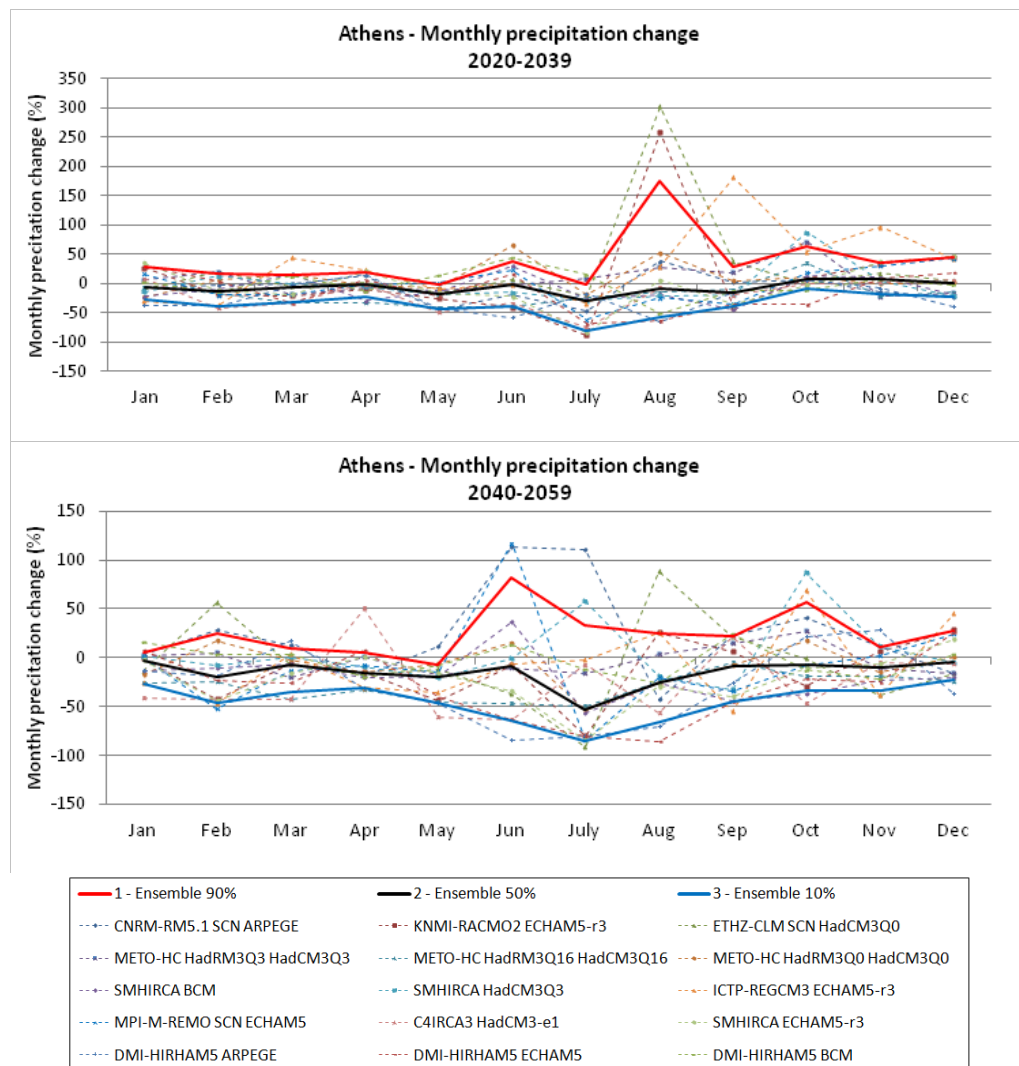 Athens - Monthly precipitation change
2020-2039
Monthly precitation change (%)
350
300
250
200
150
100
50
0
-50
-100
-150
Jan Feb Mar Apr May Jun July Aug Sep Oct Nov Dec
Athens - Monthly precipitation change
2040-2059
Monthly precitation change (%)
150
100
50
0
-50
-100
-150
Jan Feb Mar Apr May Jun July Aug Sep Oct Nov Dec
1 - Ensemble 90% 2 - Ensemble 50% 3 - Ensemble 10%
CNRM-RM5.1 SCN ARPEGE KNMI-RACMO2 ECHAM5-r3 ETHZ-CLM SCN HadCM3Q0
METO-HC HadRM3Q3 HadCM3Q3 METO-HC HadRM3Q16 HadCM3Q16 METO-HC HadRM3Q0 HadCM3Q0
SMHIRCA BCM SMHIRCA HadCM3Q3 ICTP-REGCM3 ECHAM5-r3
MPI-M-REMO SCN ECHAM5 C4IRCA3 HadCM3-e1 SMHIRCA ECHAM5-r3
DMI-HIRHAM5 ARPEGE DMI-HIRHAM5 ECHAM5 DMI-HIRHAM5 BCM